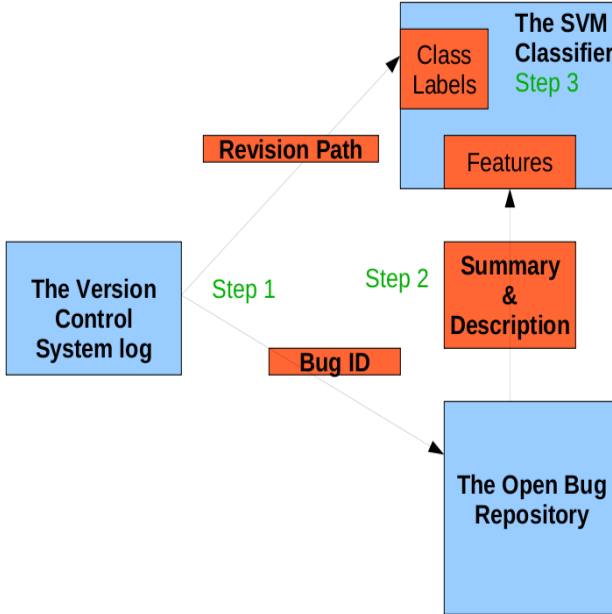 The SVM
Classifier
Step 3
Class
Labels
Revision Path
Features
The Version
Control
System log
Step 1
Step 2
Summary
&
Description
Bug ID
The Open Bug
Repository